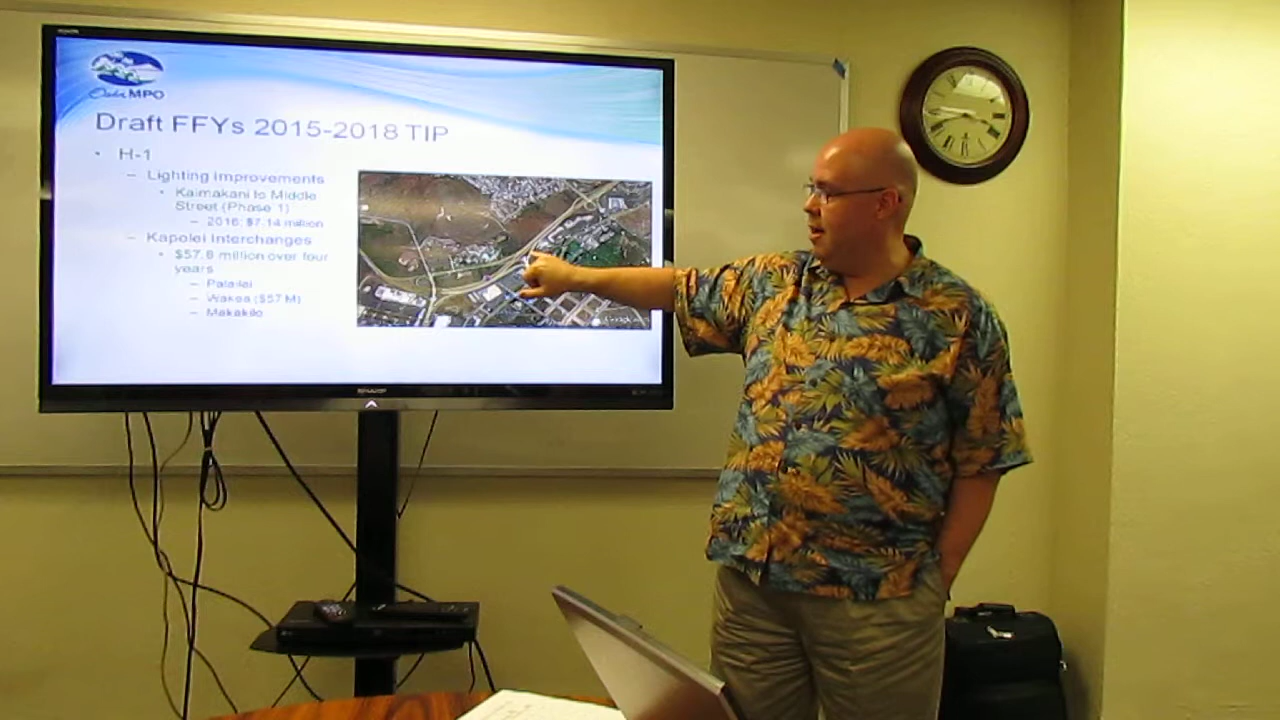 Oahu MPO
Draft FFYs 2015-2018 TIP
• H-1
– Lighting Improvements
• Kaimakani to Middle
Street (Phase 1)
– 2016: $7.14 million
– Kapolei Interchanges
• $57.8 million over four
years
– Palailai
– Wakea ($57 M)
– Makakilo
Google
SHARP